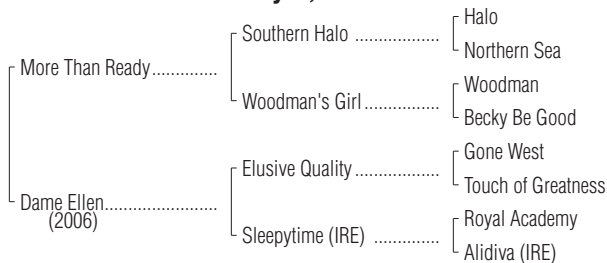 Halo
Southern Halo ..................
Northern Sea
More Than Ready..............
Woodman
Woodman's Girl................
Becky Be Good
Gone West
Elusive Quality .................
Touch of Greatness
Dame Ellen........................
(2006)
Royal Academy
Sleepytime (IRE) ..............
Alidiva (IRE)